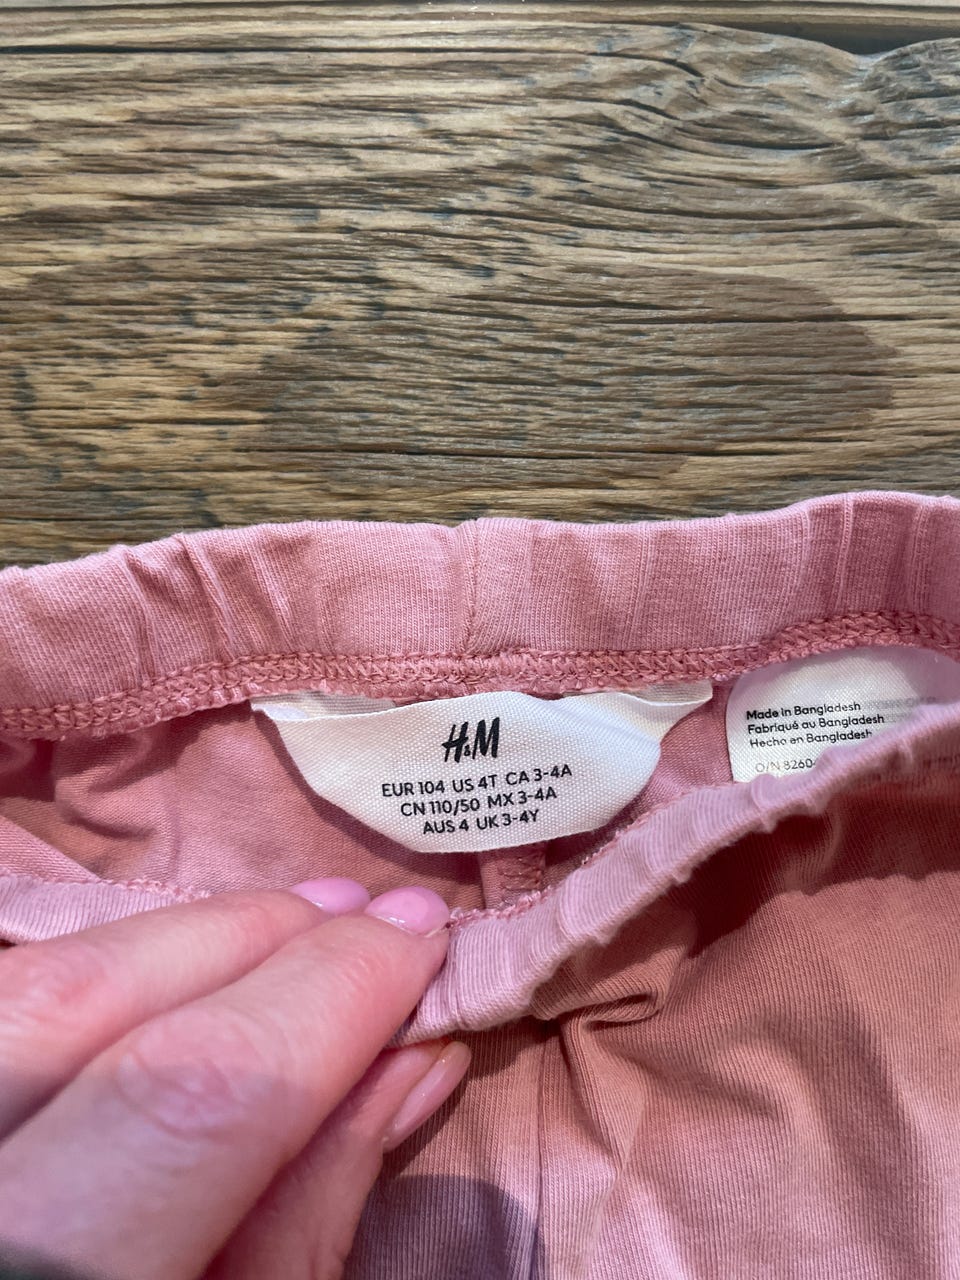 H&M
EUR 104 US 4T CA 3-4A
CN 110/50 MX 3-4A
AUS 4 UK 3-4Y
Made in Bangladesh
Fabriqué au Bangladesh
Hecho en Bangladesh
O/N 8260